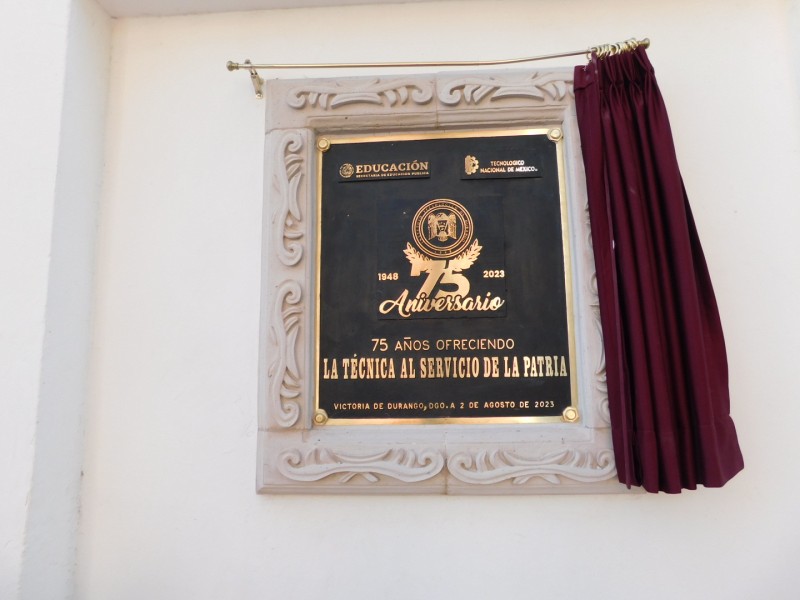 EDUCACIÓN
SECRETARÍA DE EDUCACIÓN PÚBLICA
TECNOLÓGICO
NACIONAL DE MÉXICO
1948 75 2023
Aniversario
75 AÑOS OFRECIENDO
LA TÉCNICA AL SERVICIO DE LA PATRIA
VICTORIA DE DURANGO, DGO. A 2 DE AGOSTO DE 2023